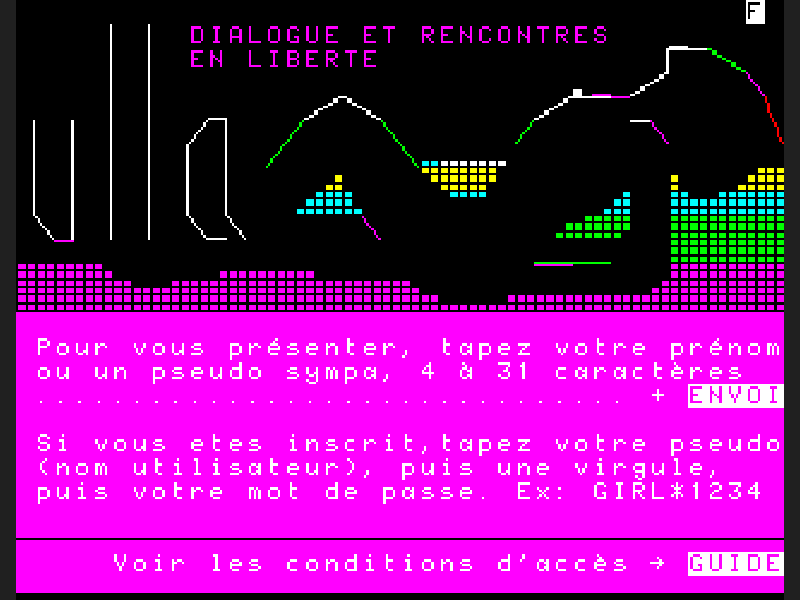 F
DIALOGUE ET RENCONTRES
EN LIBERTE
ulla
Pour vous présenter, tapez votre prénom
ou un pseudo sympa, 4 à 31 caractères
............................... + ENVOI
Si vous etes inscrit,tapez votre pseudo
(nom utilisateur), puis une virgule,
puis votre mot de passe. Ex: GIRL*1234
Voir les conditions d'accès → GUIDE